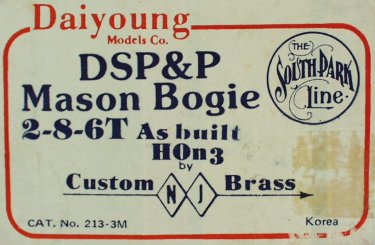 Daiyoung
Models Co.
DSP&P
Mason Bogie
2-8-6T As built
HOn3
by
Custom NJ Brass
CAT. No. 213-3M
Korea
THE
SOUTH PARK
Line